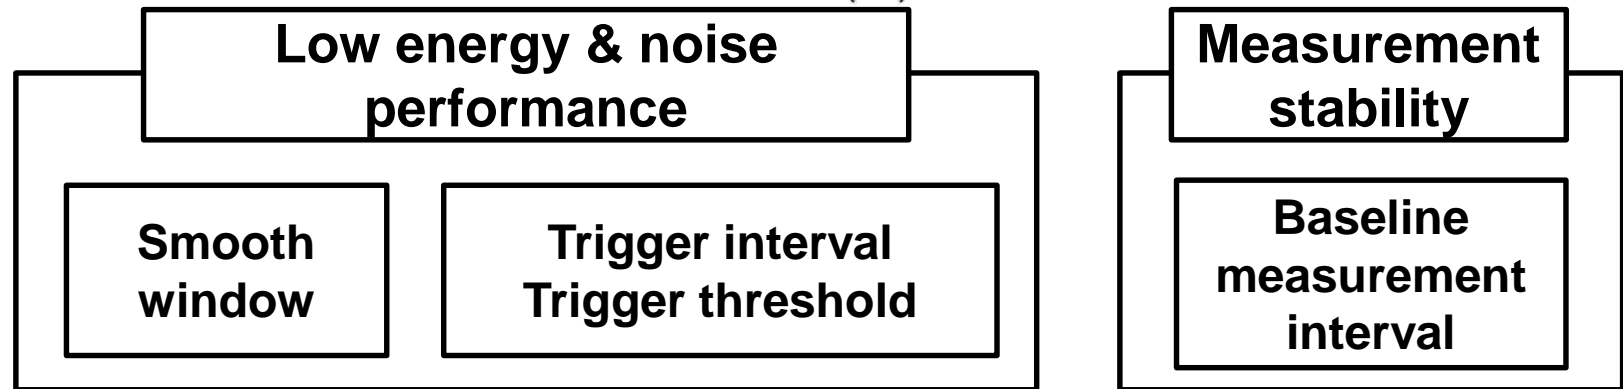 Low energy & noise
performance
Smooth
window
Trigger interval
Trigger threshold
Measurement
stability
Baseline
measurement
interval